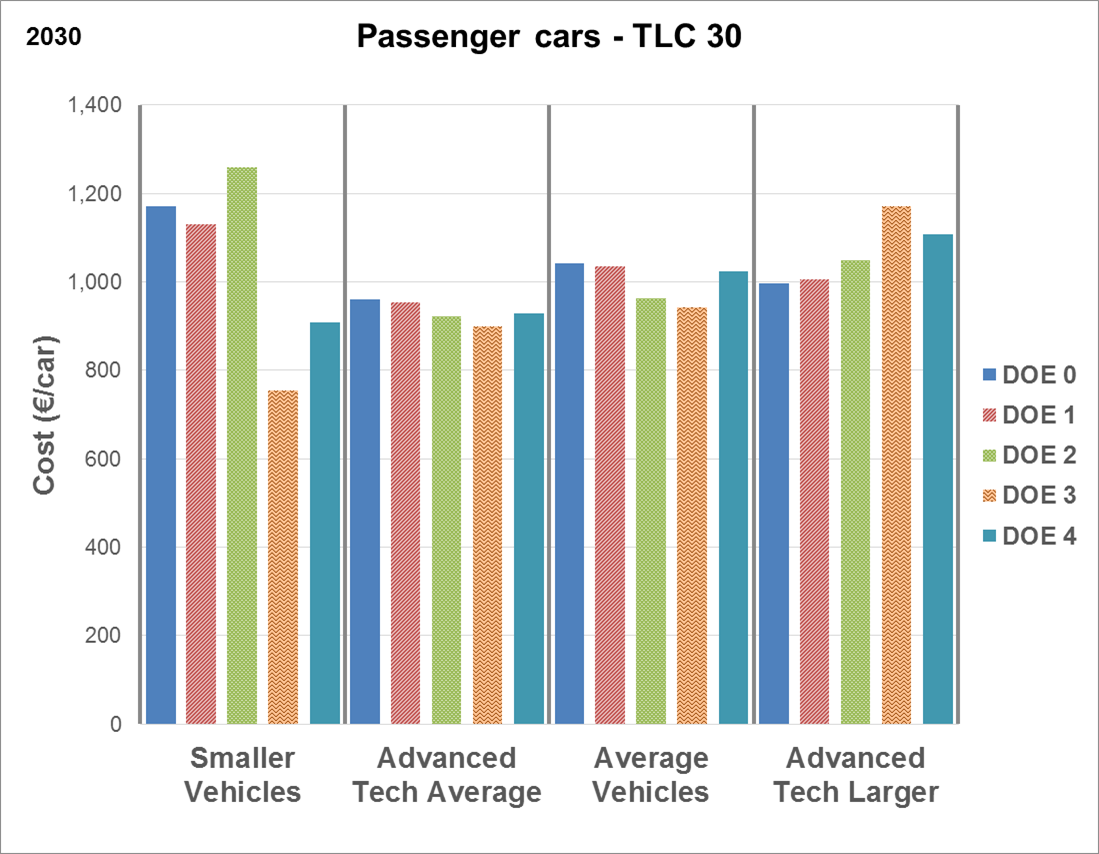 2030
Passenger cars - TLC 30
1,400
1,200
1,000
800
600
400
200
0
Cost (€/car)
Smaller
Vehicles
Advanced
Tech Average
Average
Vehicles
Advanced
Tech Larger
DOE 0
DOE 1
DOE 2
DOE 3
DOE 4